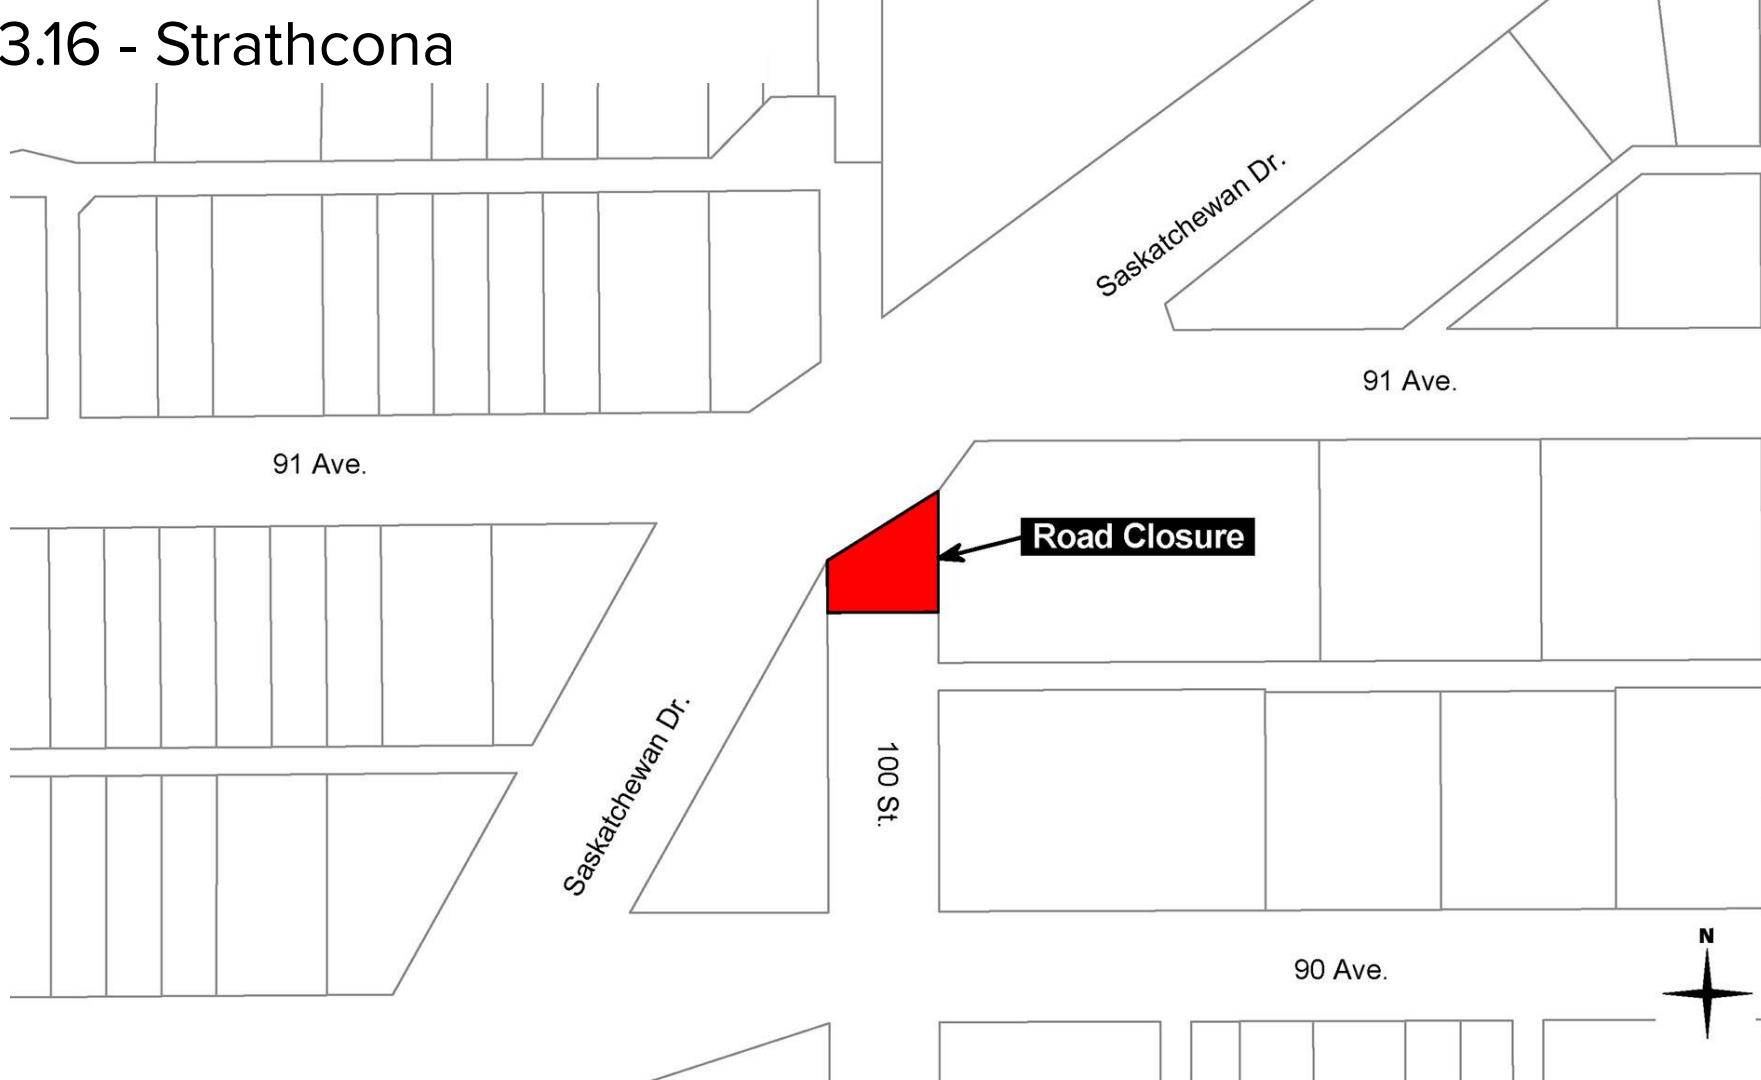 3.16 - Strathcona
Saskatchewan Dr.
91 Ave.
91 Ave.
Road Closure
Saskatchewan Dr.
100 St.
N
90 Ave.